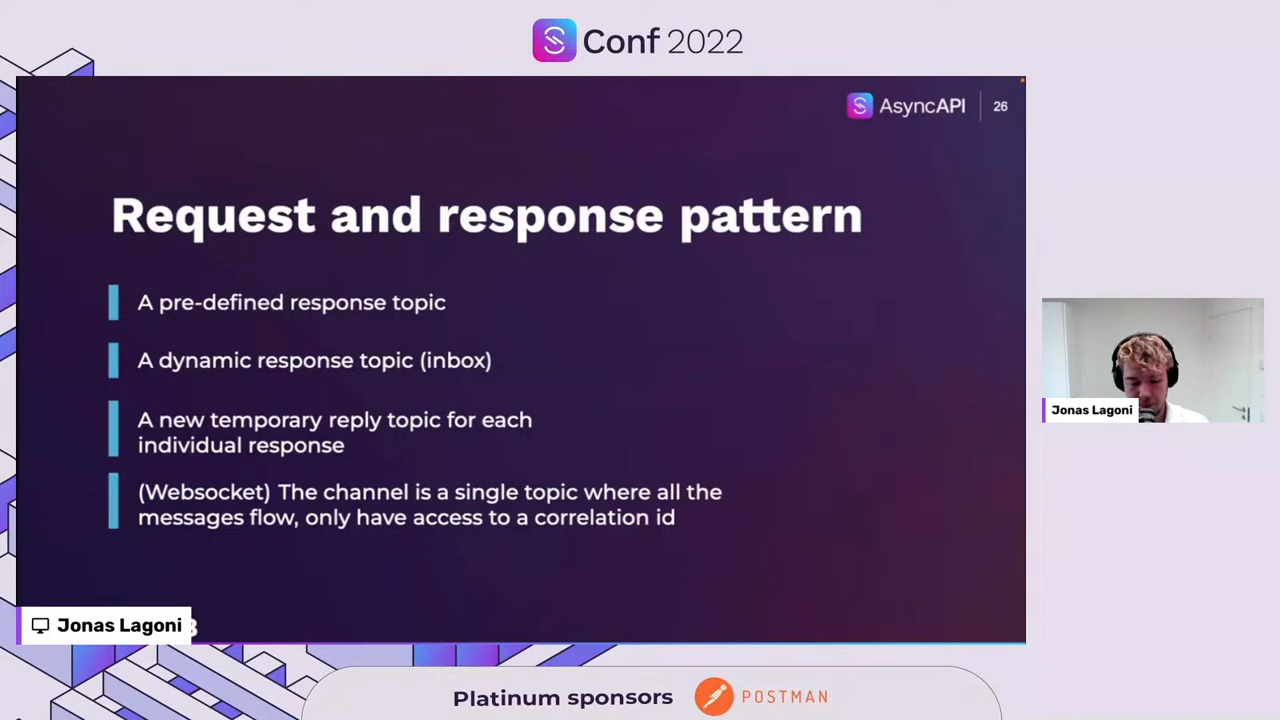 Conf 2022
AsyncAPI
26
Request and response pattern
A pre-defined response topic
A dynamic response topic (inbox)
A new temporary reply topic for each
individual response
(Websocket) The channel is a single topic where all the
messages flow, only have access to a correlation id
Jonas Lagoni
Jonas Lagoni
Platinum sponsors
POSTMAN